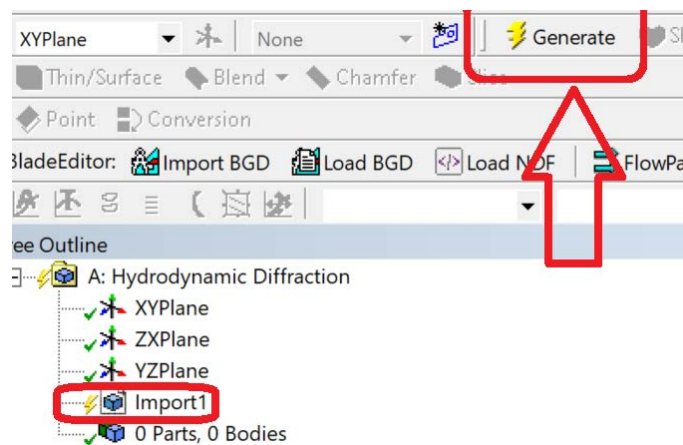 XYPlane None Generate
Thin/Surface Blend Chamfer Slice
Point Conversion
BladeEditor: Import BGD Load BGD Load NDF FlowPa
ee Outline
A: Hydrodynamic Diffraction
XYPlane
ZXPlane
YZPlane
Import1
0 Parts, 0 Bodies